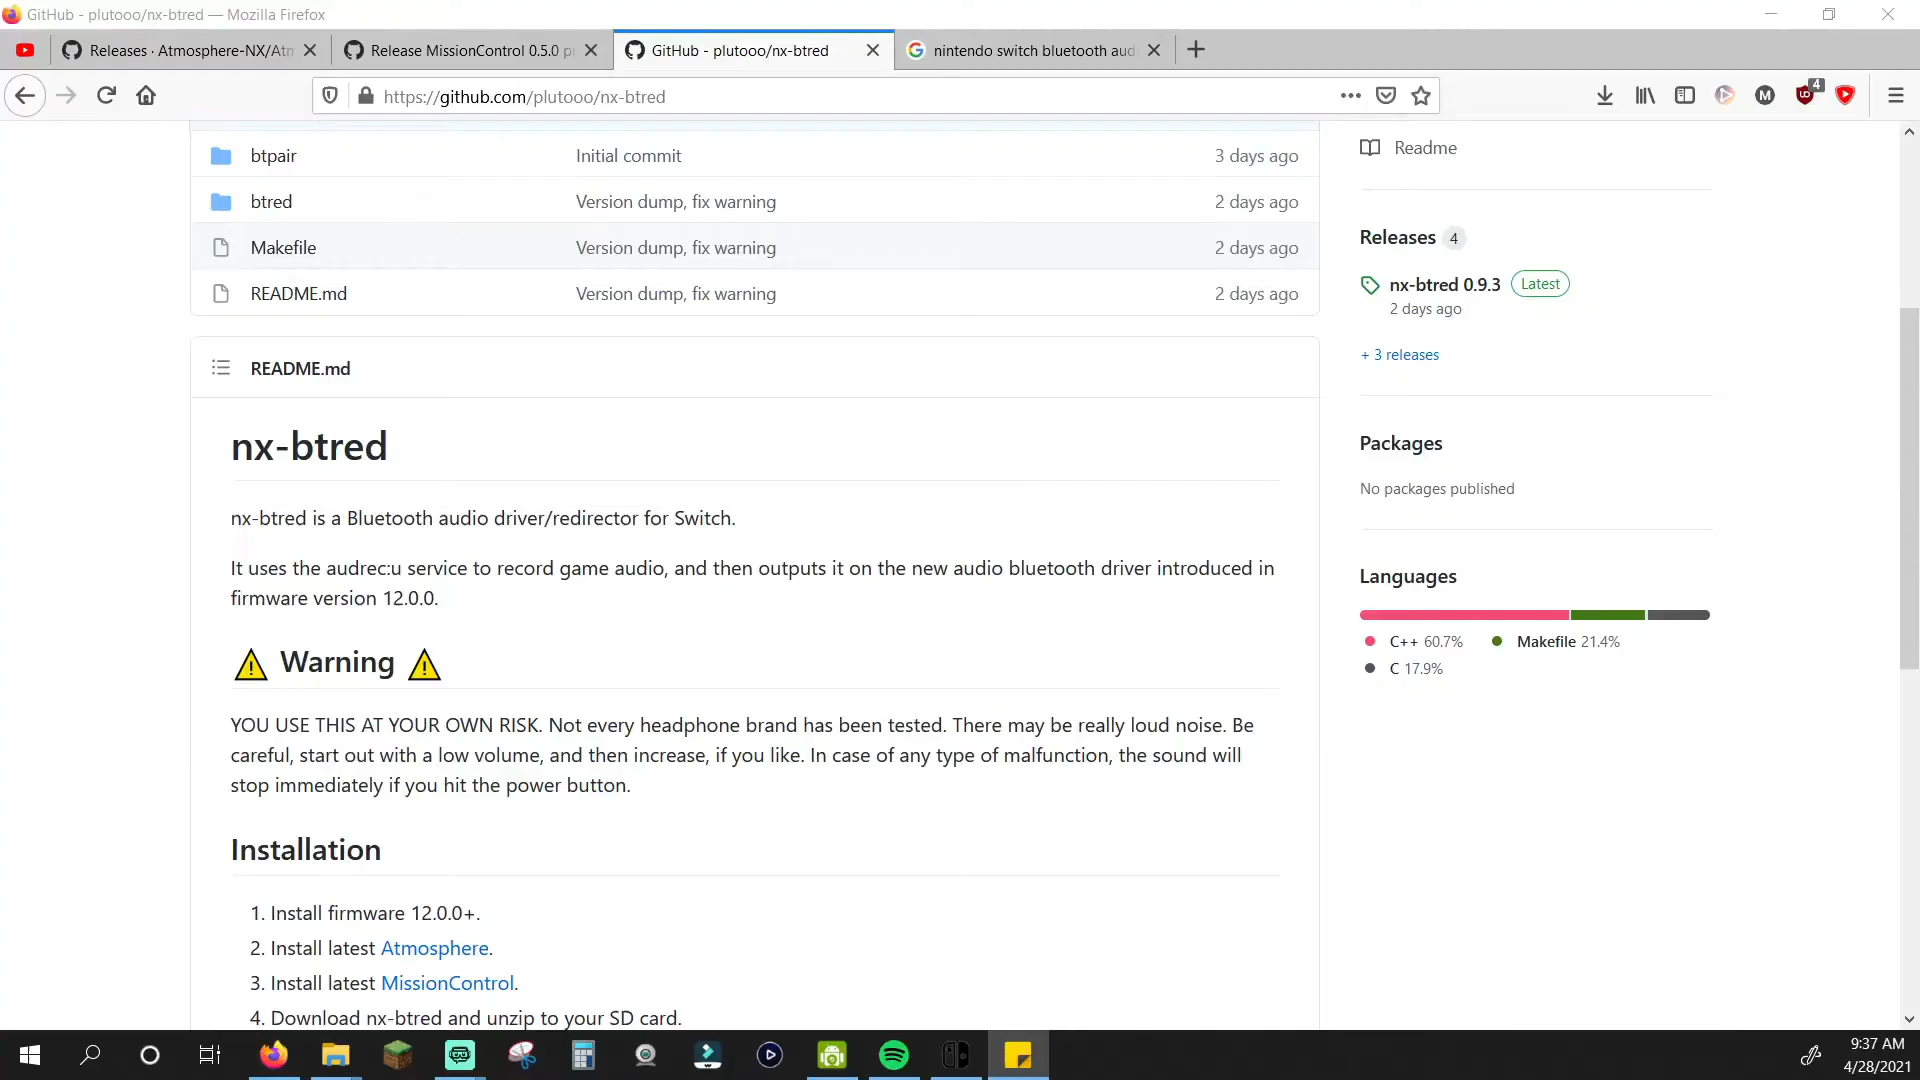 GitHub - plutooo/nx-btred — Mozilla Firefox
Releases · Atmosphere-NX/Atm
Release MissionControl 0.5.0 p
GitHub - plutooo/nx-btred
nintendo switch bluetooth aud
https://github.com/plutooo/nx-btred
4
btpair Initial commit 3 days ago
btred Version dump, fix warning 2 days ago
Makefile Version dump, fix warning 2 days ago
README.md Version dump, fix warning 2 days ago
README.md
nx-btred
nx-btred is a Bluetooth audio driver/redirector for Switch.
It uses the audrec:u service to record game audio, and then outputs it on the new audio bluetooth driver introduced in
firmware version 12.0.0.
Warning
YOU USE THIS AT YOUR OWN RISK. Not every headphone brand has been tested. There may be really loud noise. Be
careful, start out with a low volume, and then increase, if you like. In case of any type of malfunction, the sound will
stop immediately if you hit the power button.
Installation
1. Install firmware 12.0.0+.
2. Install latest Atmosphere.
3. Install latest MissionControl.
4. Download nx-btred and unzip to your SD card.
Readme
Releases 4
nx-btred 0.9.3 Latest
2 days ago
+ 3 releases
Packages
No packages published
Languages
C++ 60.7% Makefile 21.4%
C 17.9%
9:37 AM
4/28/2021